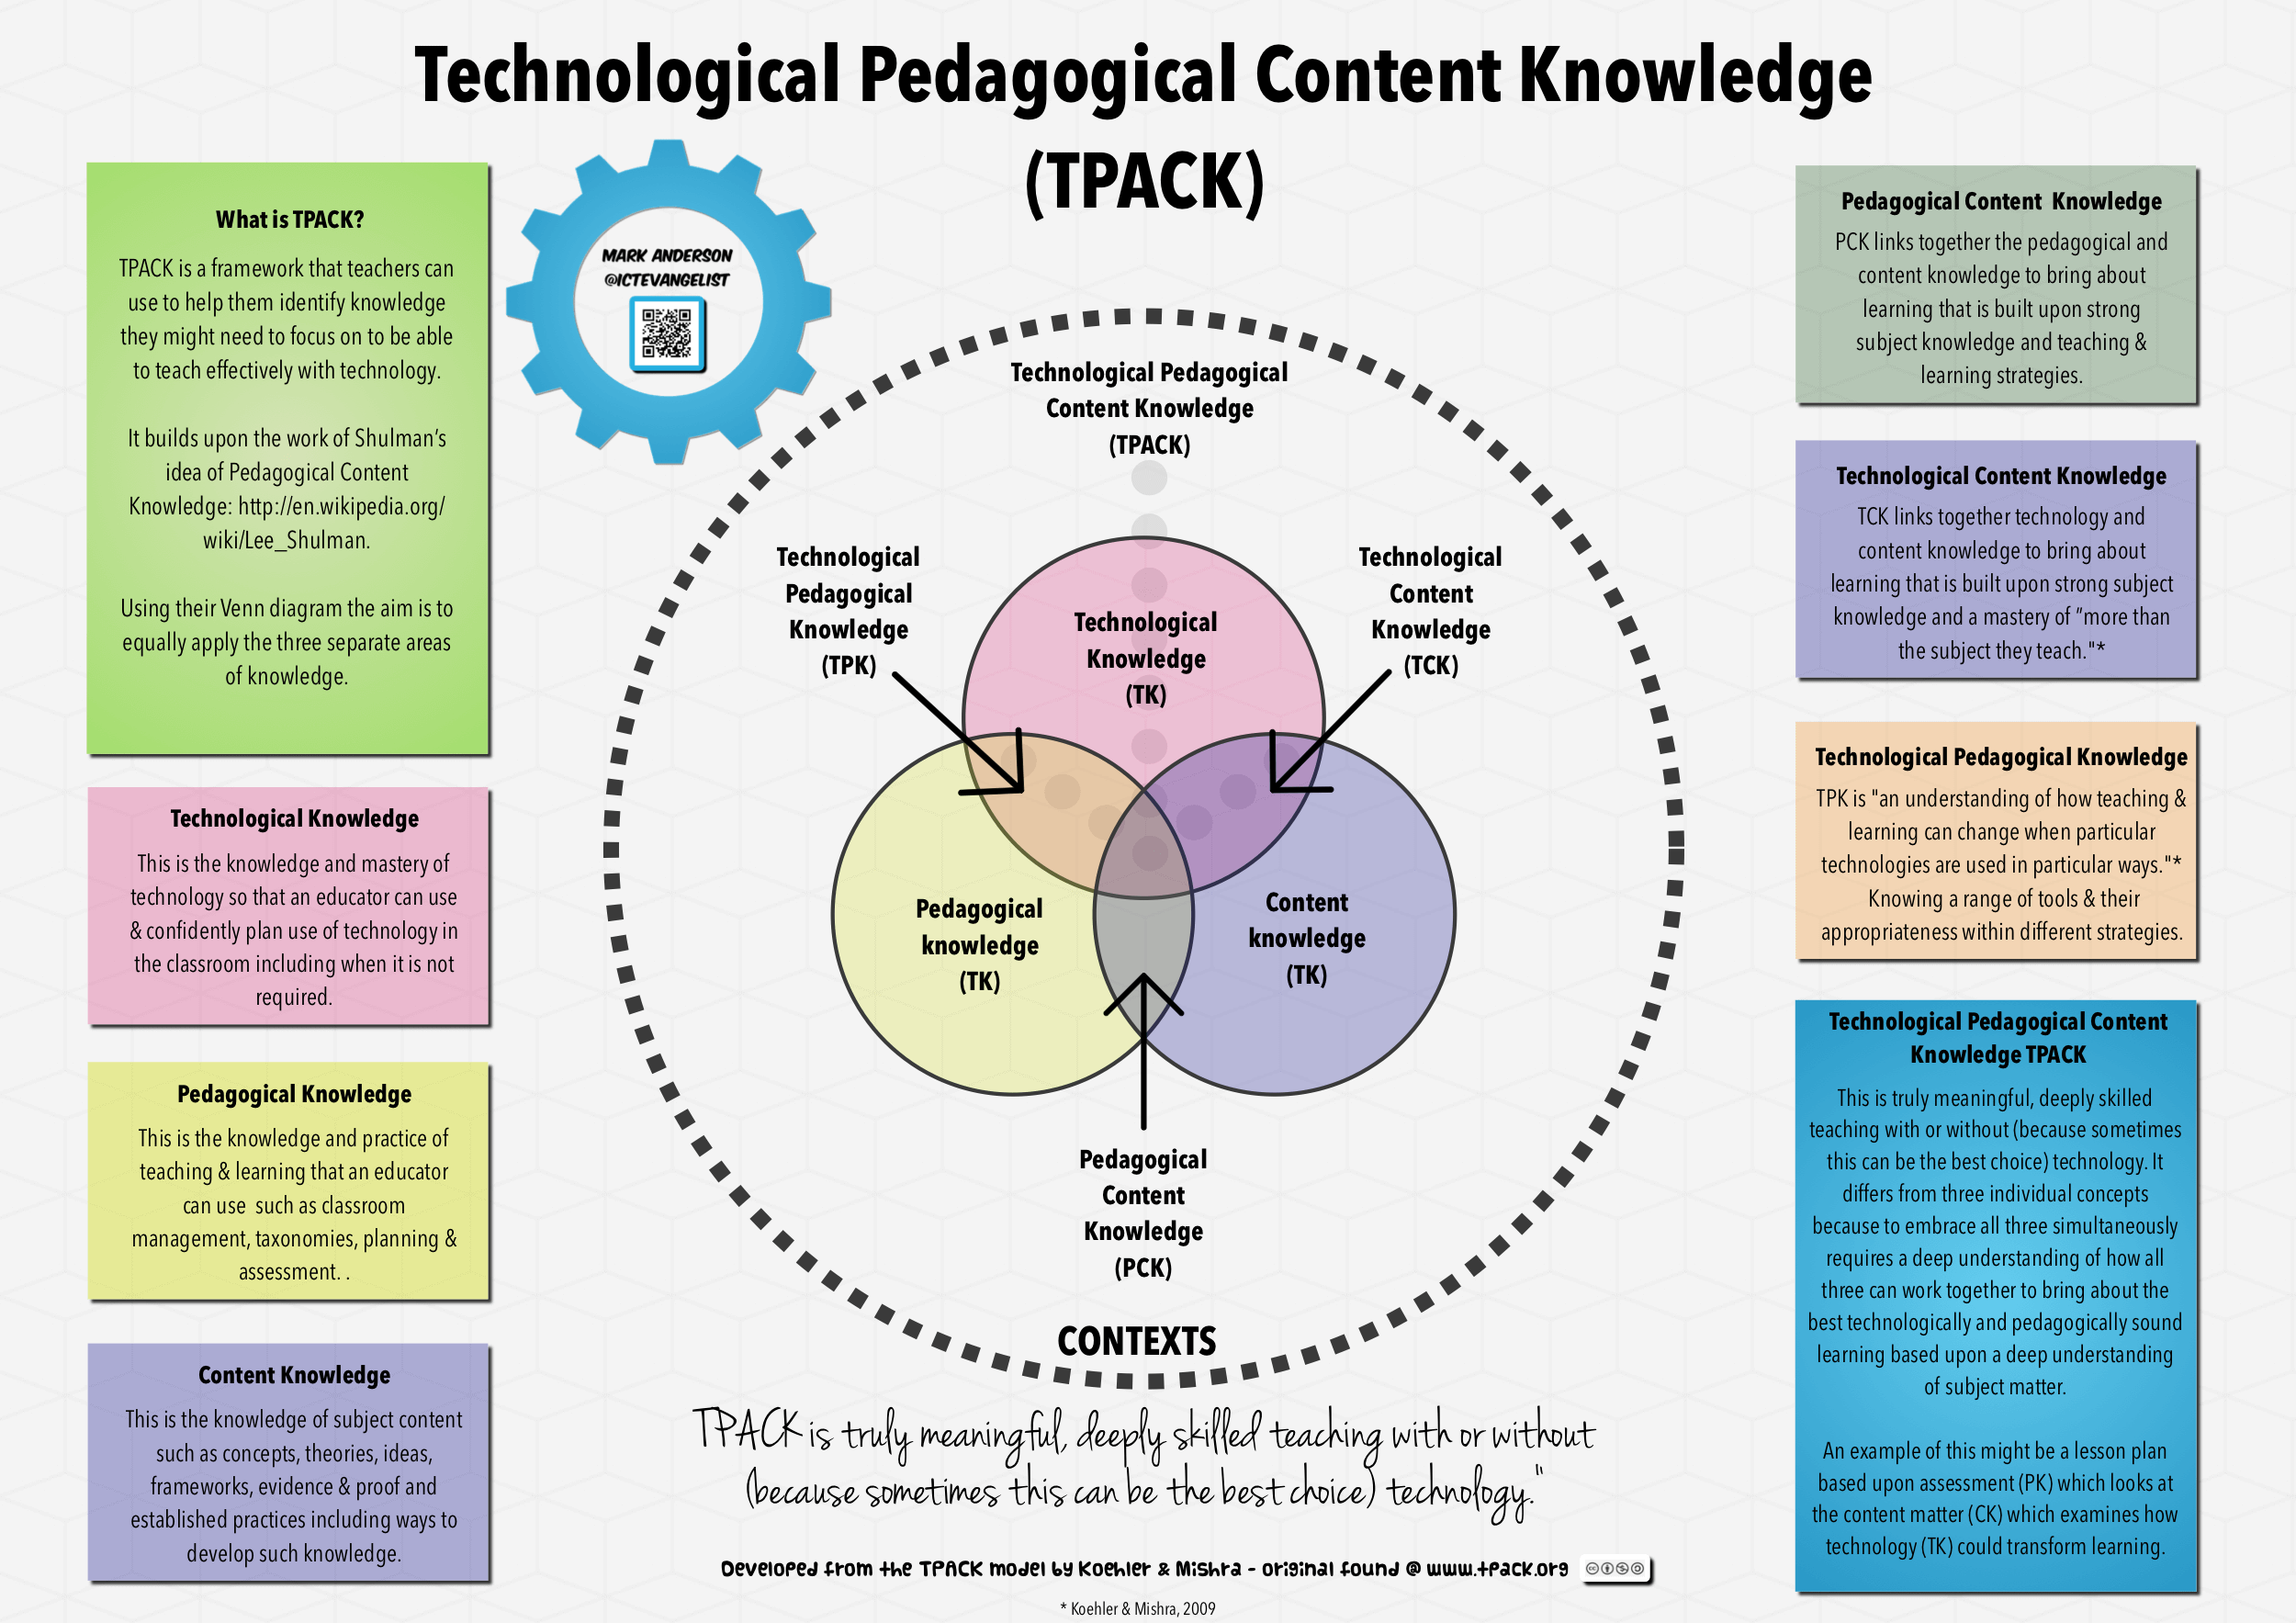 Technological Pedagogical Content Knowledge
(TPACK)
What is TPACK?
TPACK is a framework that teachers can
use to help them identify knowledge
they might need to focus on to be able
to teach effectively with technology.
It builds upon the work of Shulman’s
idea of Pedagogical Content
Knowledge: http://en.wikipedia.org/
wiki/Lee_Shulman.
Using their Venn diagram the aim is to
equally apply the three separate areas
of knowledge.
Technological Knowledge
This is the knowledge and mastery of
technology so that an educator can use
& confidently plan use of technology in
the classroom including when it is not
required.
Pedagogical Knowledge
This is the knowledge and practice of
teaching & learning that an educator
can use  such as classroom
management, taxonomies, planning &
assessment. .
Content Knowledge
This is the knowledge of subject content
such as concepts, theories, ideas,
frameworks, evidence & proof and
established practices including ways to
develop such knowledge.
MARK ANDERSON
@ICTEVANGELIST
Technological Pedagogical
Content Knowledge
(TPACK)
Technological
Pedagogical
Knowledge
(TPK)
Technological
Content
Knowledge
(TCK)
Technological
Knowledge
(TK)
Pedagogical
knowledge
(TK)
Content
knowledge
(TK)
Pedagogical
Content
Knowledge
(PCK)
CONTEXTS
TPACK is truly meaningful, deeply skilled teaching with or without
(because sometimes this can be the best choice) technology."
Developed from the TPACK model by Koehler & Mishra - original found @ www.tpack.org
* Koehler & Mishra, 2009
Pedagogical Content  Knowledge
PCK links together the pedagogical and
content knowledge to bring about
learning that is built upon strong
subject knowledge and teaching &
learning strategies.
Technological Content Knowledge
TCK links together technology and
content knowledge to bring about
learning that is built upon strong subject
knowledge and a mastery of “more than
the subject they teach."*
Technological Pedagogical Knowledge
TPK is "an understanding of how teaching &
learning can change when particular
technologies are used in particular ways."*
Knowing a range of tools & their
appropriateness within different strategies.
Technological Pedagogical Content
Knowledge TPACK
This is truly meaningful, deeply skilled
teaching with or without (because sometimes
this can be the best choice) technology. It
differs from three individual concepts
because to embrace all three simultaneously
requires a deep understanding of how all
three can work together to bring about the
best technologically and pedagogically sound
learning based upon a deep understanding
of subject matter.
An example of this might be a lesson plan
based upon assessment (PK) which looks at
the content matter (CK) which examines how
technology (TK) could transform learning.